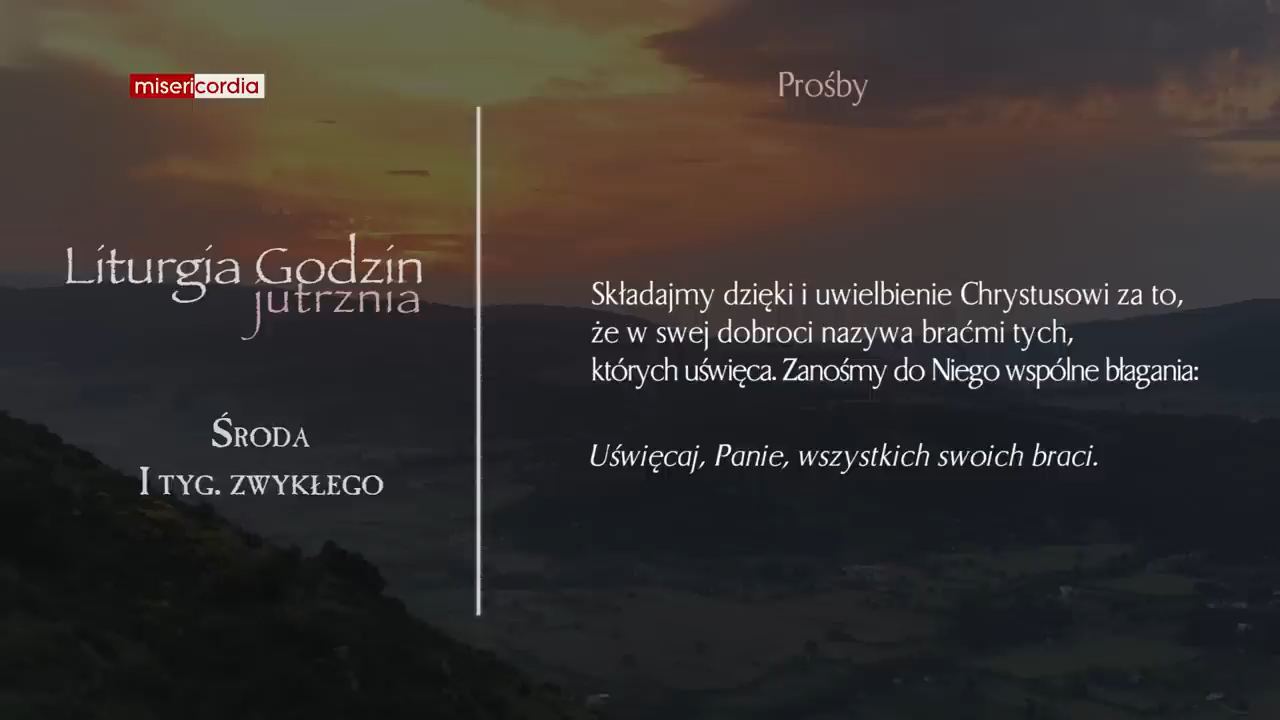 misericordia
Liturgia Godzin
jutrznia
Środa
I tyg. zwykłego
Prośby
Składajmy dzięki i uwielbienie Chrystusowi za to,
że w swej dobroci nazywa braćmi tych,
których uświęca. Zanośmy do Niego wspólne błagania:
Uświęcaj, Panie, wszystkich swoich braci.